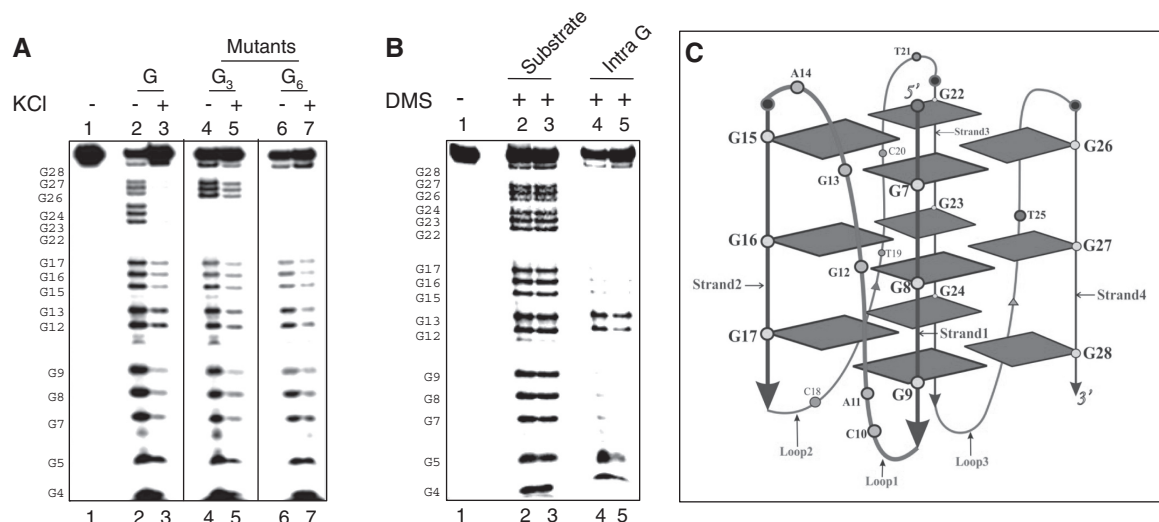 A
Mutants
G G3 G6
KCl - - + - + - +
1 2 3 4 5 6 7
G28
G27
G26
G24
G23
G22
G17
G16
G15
G13
G12
G9
G8
G7
G5
G4
1 2 3 4 5 6 7
B
Substrate Intra G
DMS - + + + +
1 2 3 4 5
G28
G27
G26
G24
G23
G22
G17
G16
G15
G13
G12
G9
G8
G7
G5
G4
1 2 3 4 5
C
T21
A14
5'
G22
G15
Strand3
C20
G26
G13
G7
G23
T25
G16
T19
G27
G12
G8
Strand2
G24
Strand4
G17
Strand1
G28
G9
C18
A11
3'
C10
Loop2
Loop3
Loop1